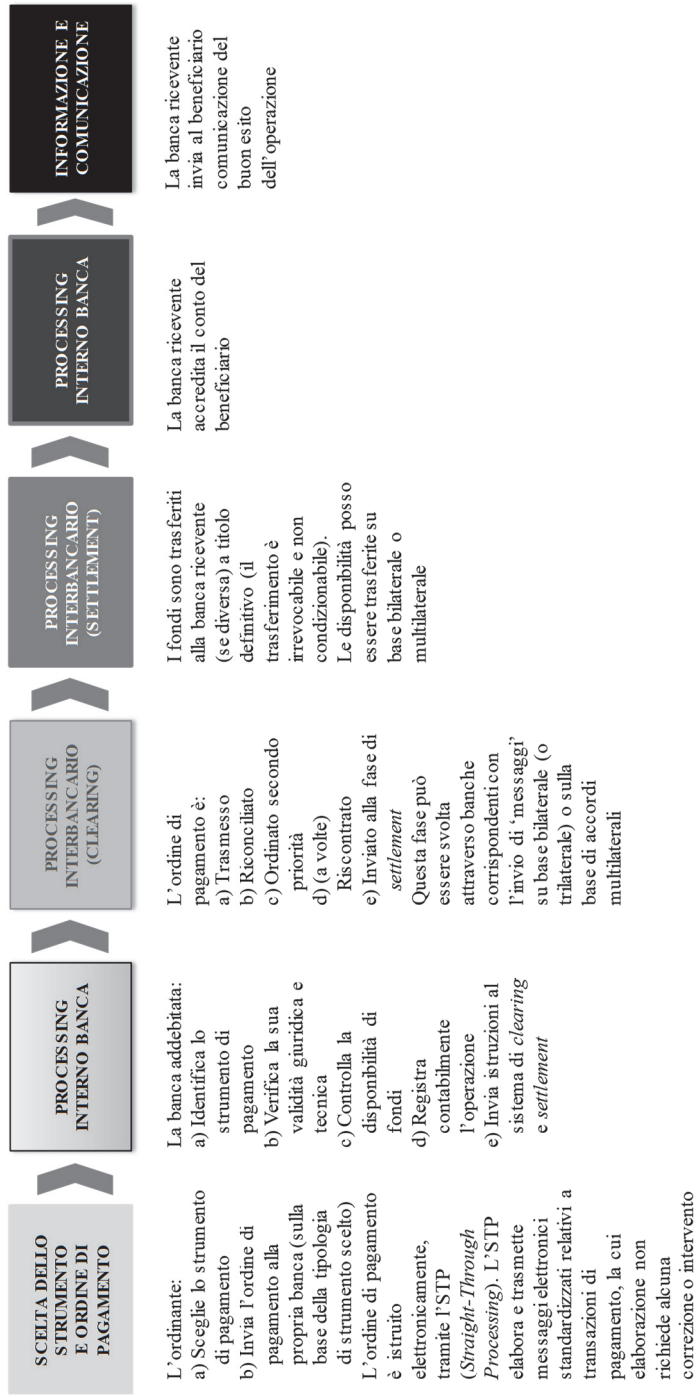 SCELTA DELLO
STRUMENTO
E ORDINE DI
PAGAMENTO
L'ordinante:
a) Sceglie lo strumento
di pagamento
b) Invia l'ordine di
pagamento alla
propria banca (sulla
base della tipologia
di strumento scelto)
L'ordine di pagamento
è istruito
elettronicamente,
tramite l'STP
(Straight-Through
Processing). L'STP
elabora e trasmette
messaggi elettronici
standardizzati relativi a
transazioni di
pagamento, la cui
elaborazione non
richiede alcuna
correzione o intervento
PROCESSING
INTERNO BANCA
La banca addebitata:
a) Identifica lo
strumento di
pagamento
b) Verifica la sua
validità giuridica e
tecnica
c) Controlla la
disponibilità di
fondi
d) Registra
contabilmente
l'operazione
e) Invia istruzioni al
sistema di clearing
e settlement
PROCESSING
INTERBANCARIO
(CLEARING)
L'ordine di
pagamento è:
a) Trasmesso
b) Riconciliato
c) Ordinato secondo
priorità
d) (a volte)
Riscontrato
e) Inviato alla fase di
settlement
Questa fase può
essere svolta
attraverso banche
corrispondenti con
l'invio di 'messaggi'
su base bilaterale (o
trilaterale) o sulla
base di accordi
multilaterali
PROCESSING
INTERBANCARIO
(SETTLEMENT)
I fondi sono trasferiti
alla banca ricevente
(se diversa) a titolo
definitivo (il
trasferimento è
irrevocabile e non
condizionabile).
Le disponibilità posso
essere trasferite su
base bilaterale o
multilaterale
PROCESSING
INTERNO BANCA
La banca ricevente
accredita il conto del
beneficiario
INFORMAZIONE E
COMUNICAZIONE
La banca ricevente
invia al beneficiario
comunicazione del
buon esito
dell'operazione